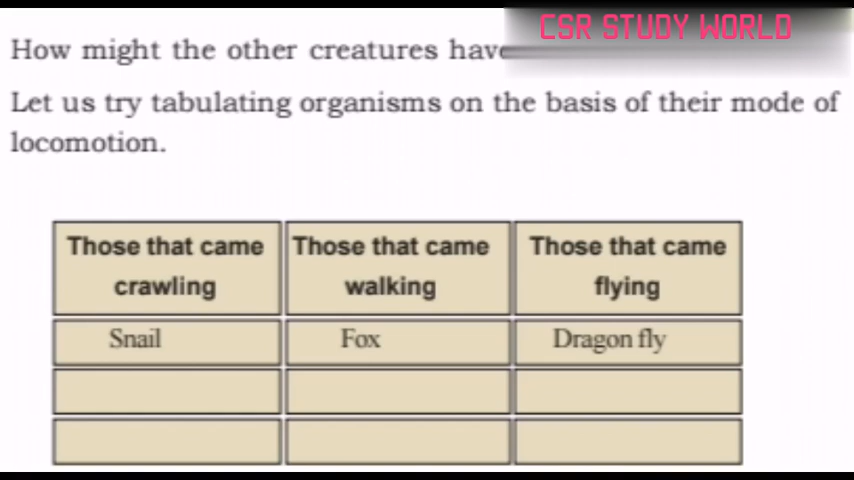 CSR STUDY WORLD
How might the other creatures have
Let us try tabulating organisms on the basis of their mode of
locomotion.
Those that came crawling
Those that came walking
Those that came flying
Snail
Fox
Dragon fly